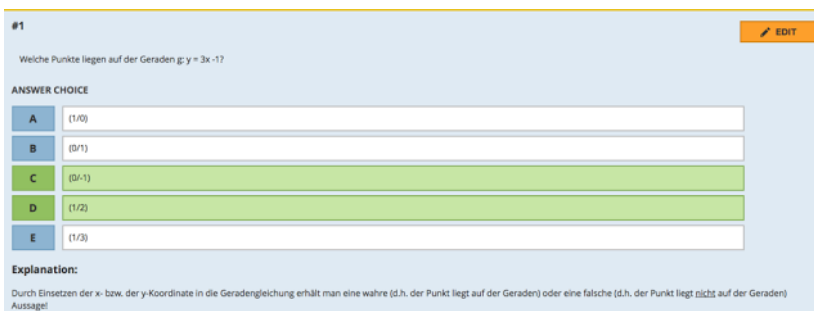 #1
EDIT
Welche Punkte liegen auf der Geraden g: y = 3x -1?
ANSWER CHOICE
A (1/0)
B (0/1)
C (0/-1)
D (1/2)
E (1/3)
Explanation:
Durch Einsetzen der x- bzw. der y-Koordinate in die Geradengleichung erhält man eine wahre (d.h. der Punkt liegt auf der Geraden) oder eine falsche (d.h. der Punkt liegt nicht auf der Geraden)
Aussage!